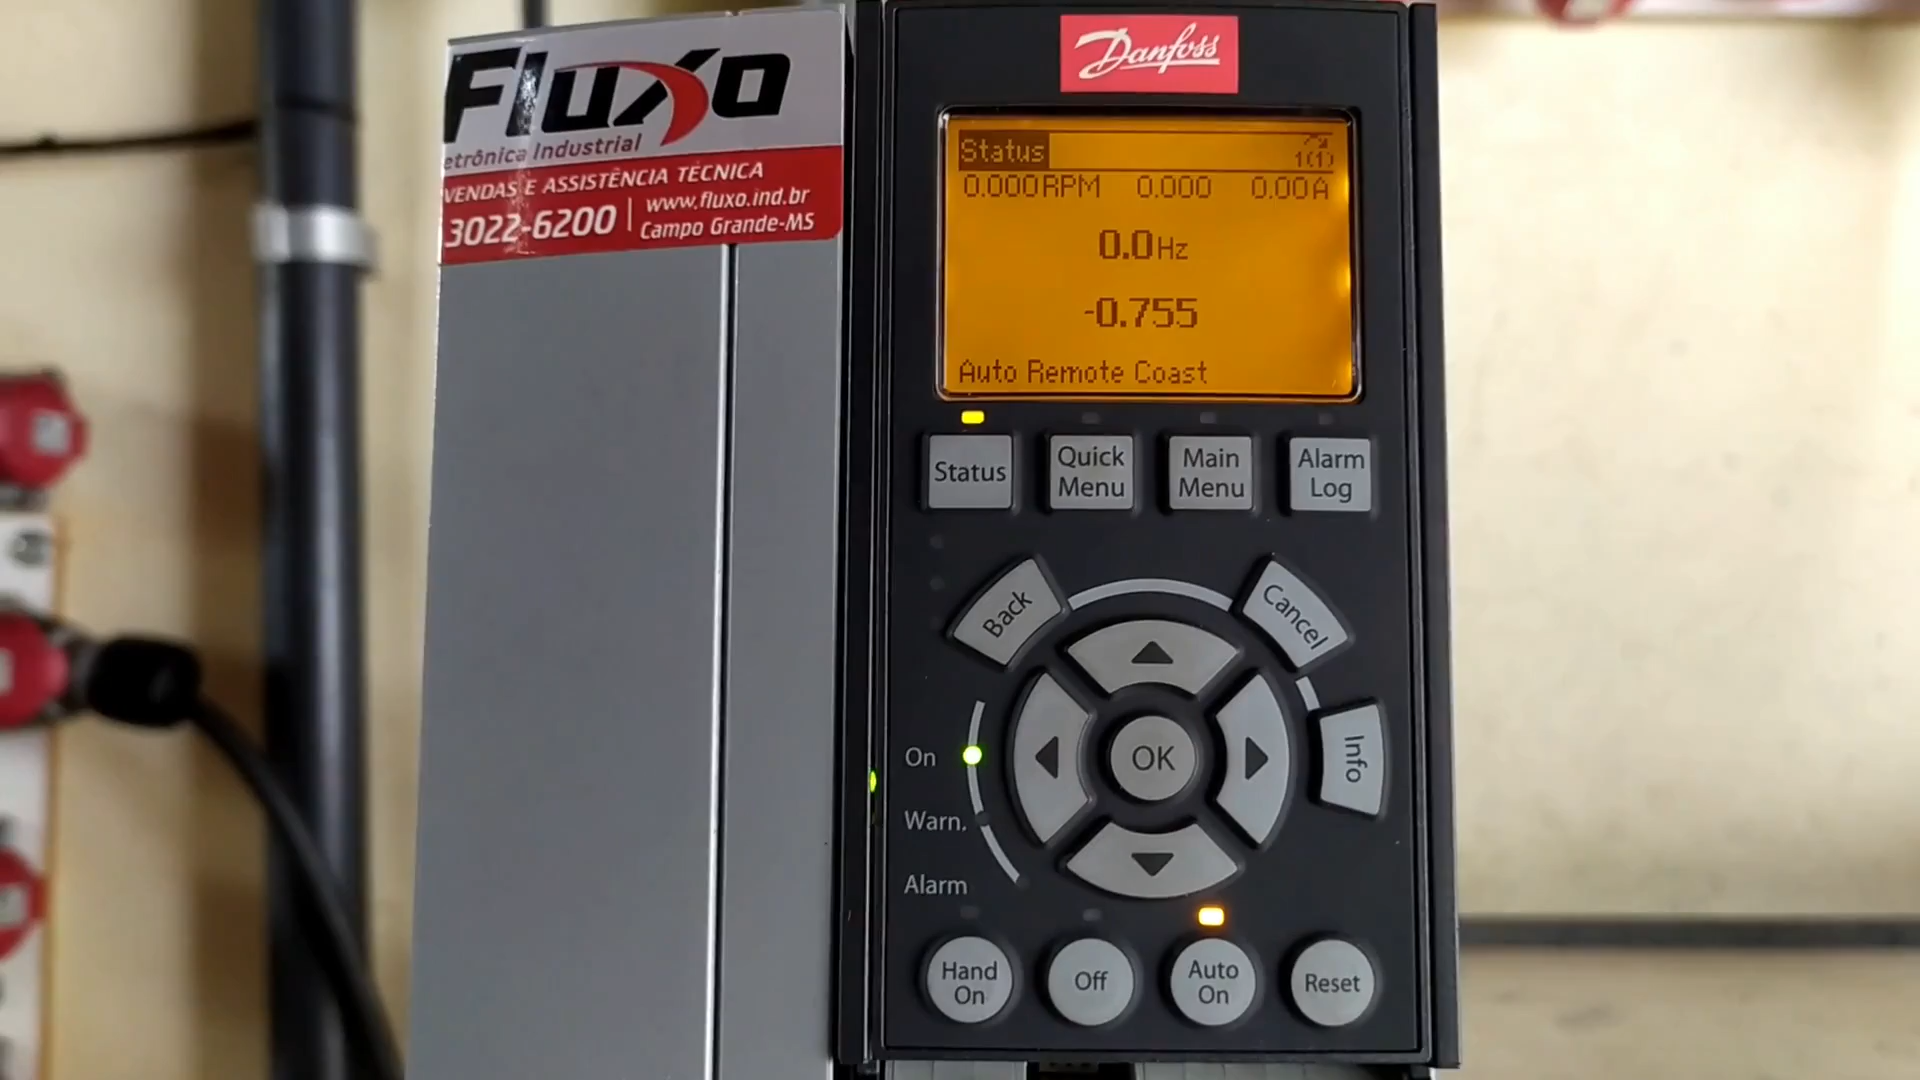 Fluxo
etrônica Industrial
VENDAS E ASSISTÊNCIA TÉCNICA
3022-6200
www.fluxo.ind.br
Campo Grande-MS
Danfoss
Status
1(1)
0.000RPM 0.000 0.00A
0.0Hz
-0.755
Auto Remote Coast
Status
Quick
Menu
Main
Menu
Alarm
Log
Back
Cancel
OK
Info
On
Warn.
Alarm
Hand
On
Off
Auto
On
Reset